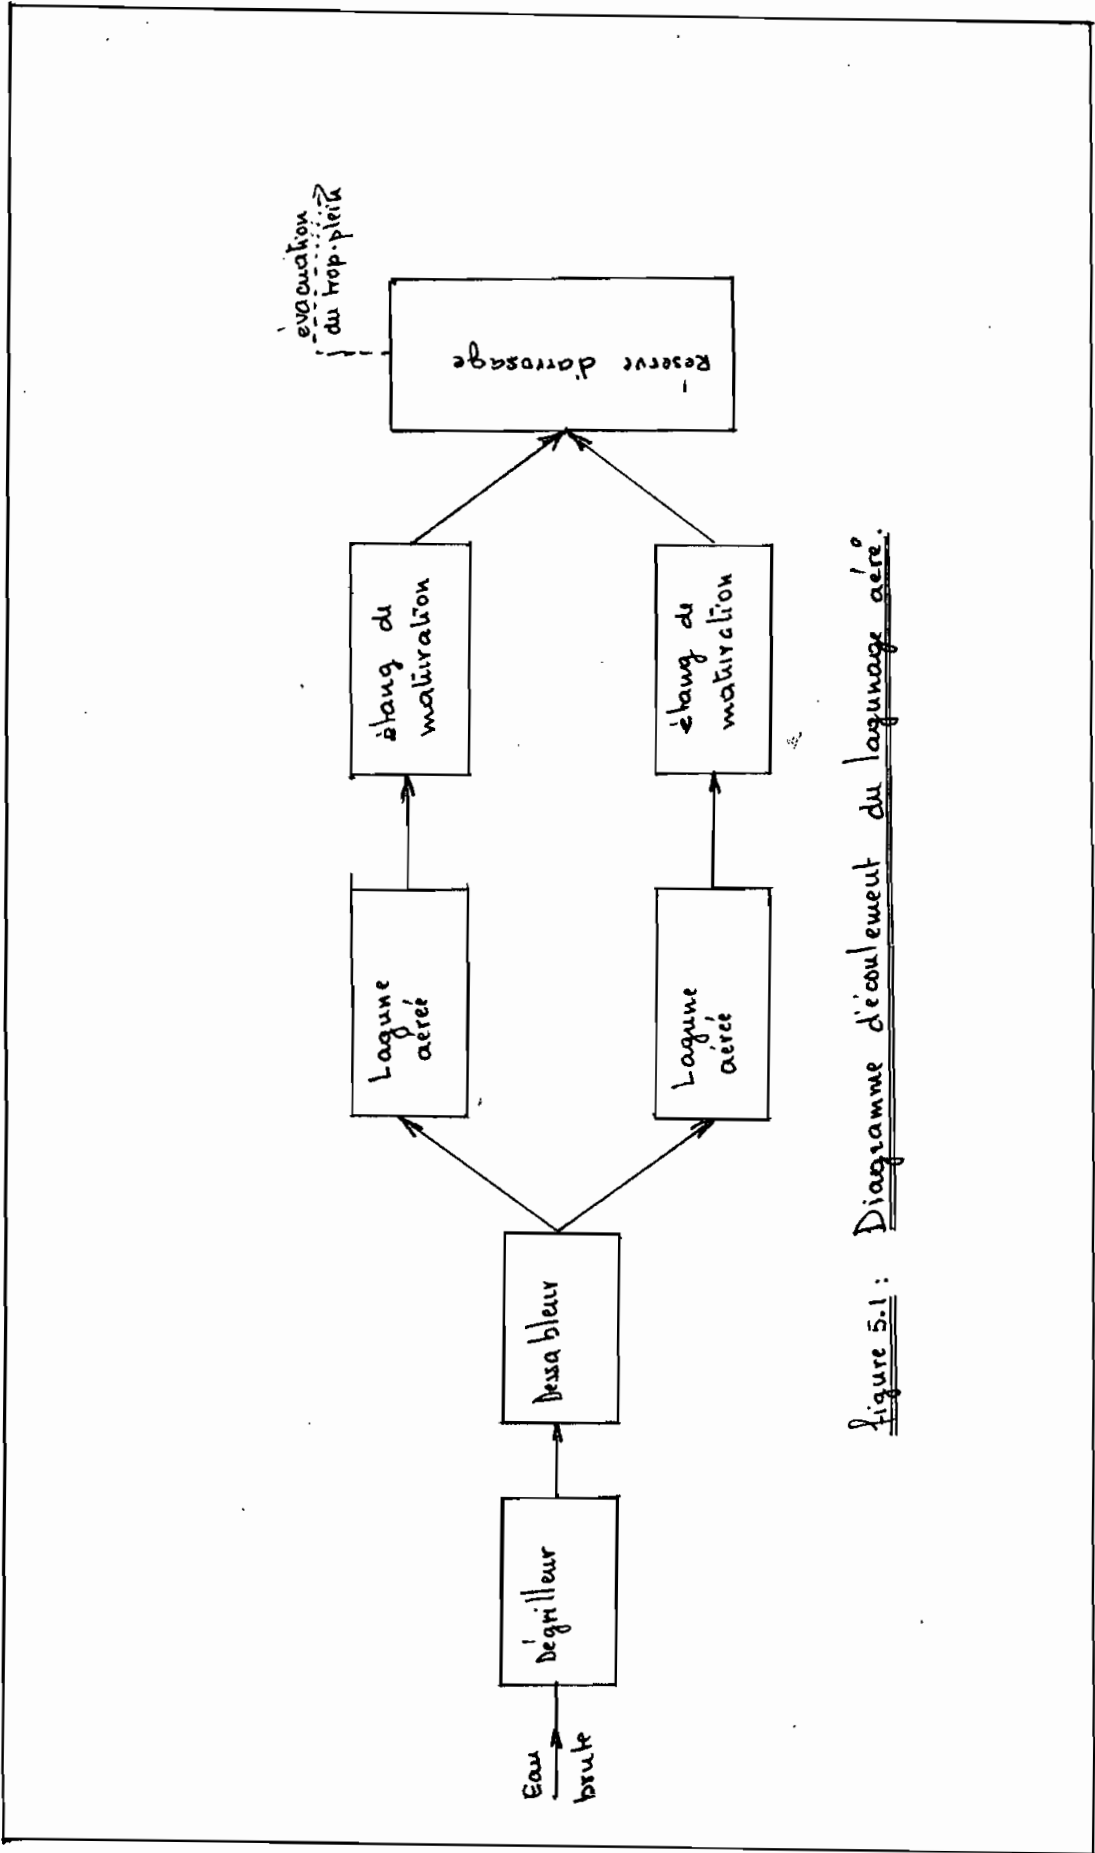 Eau
brute
Dégrilleur
Dessableur
Lagune
aérée
Lagune
aérée
étang de
maturation
étang de
maturation
Réserve d'arrosage
évacuation
du trop-plein
figure 5.1 : Diagramme d'écoulement du lagunage aéré.